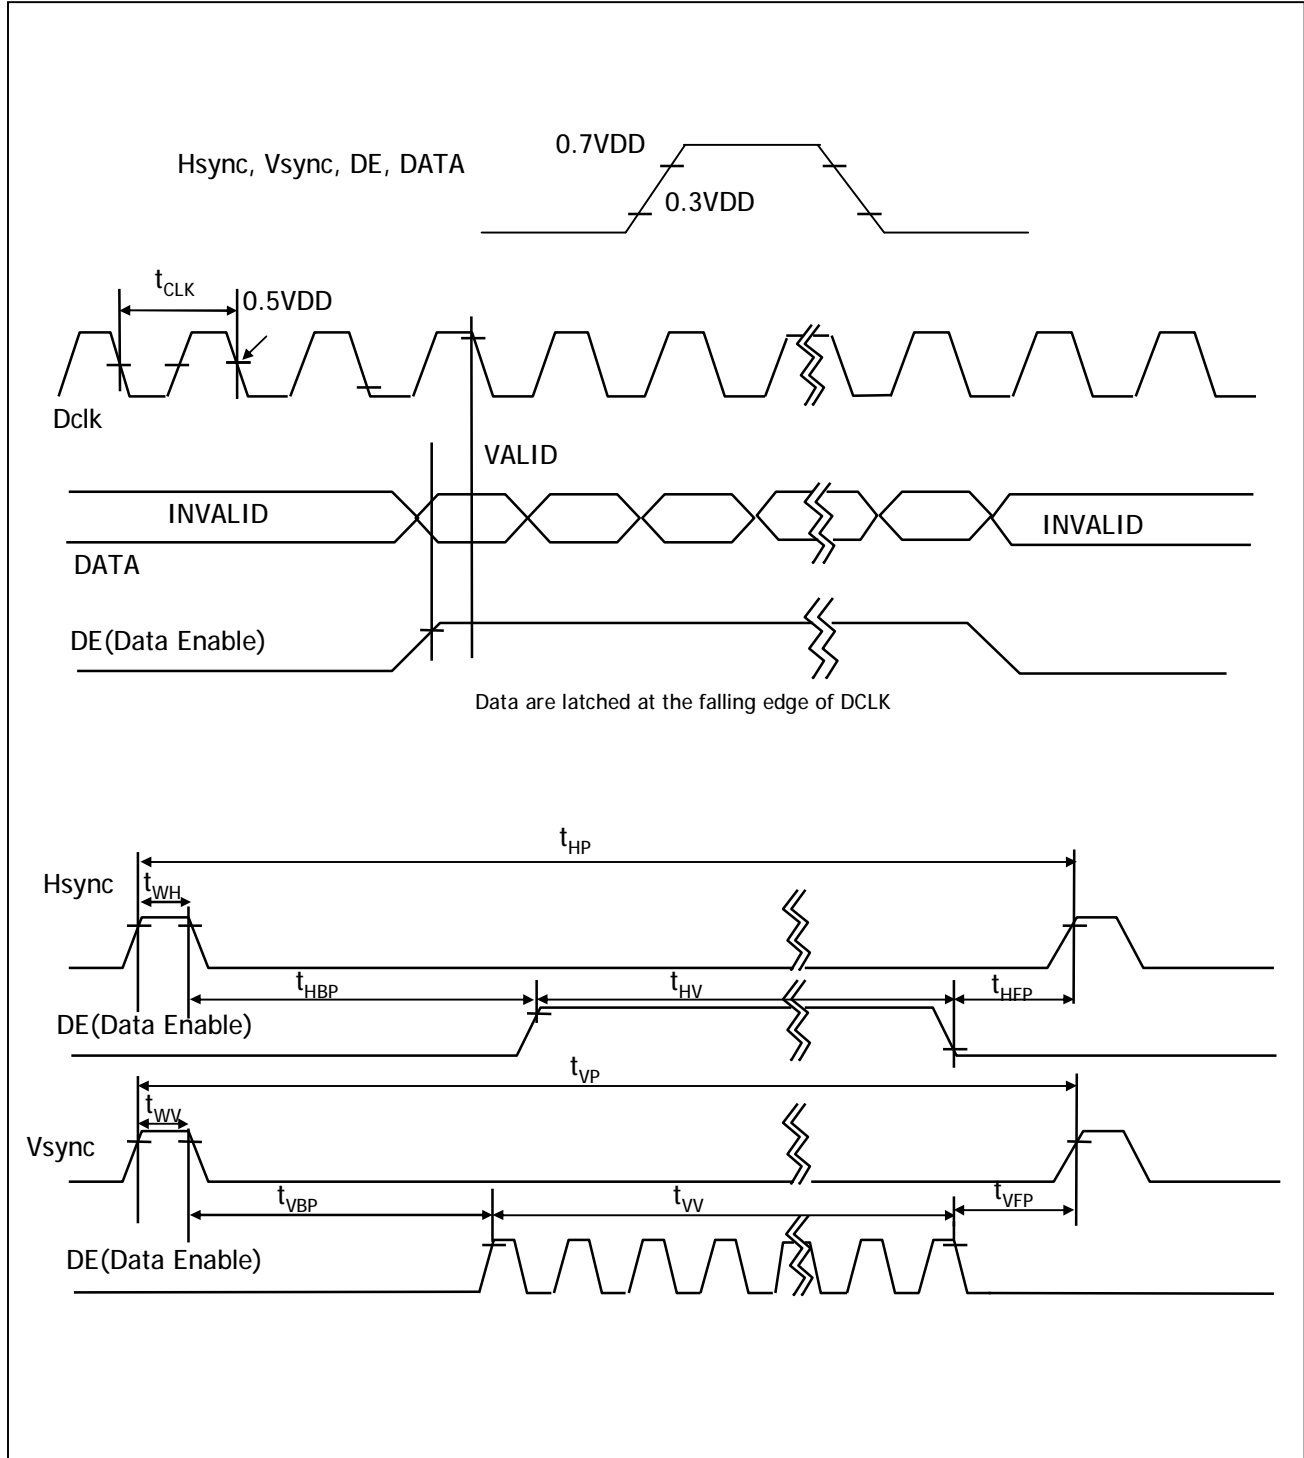 0.7VDD
Hsync, Vsync, DE, DATA
0.3VDD
tCLK
0.5VDD
Dclk
VALID
INVALID
INVALID
DATA
DE(Data Enable)
Data are latched at the falling edge of DCLK
tHP
Hsync
tWH
tHBP
tHV
tHFP
DE(Data Enable)
tVP
tWV
Vsync
tVBP
tVV
tVFP
DE(Data Enable)